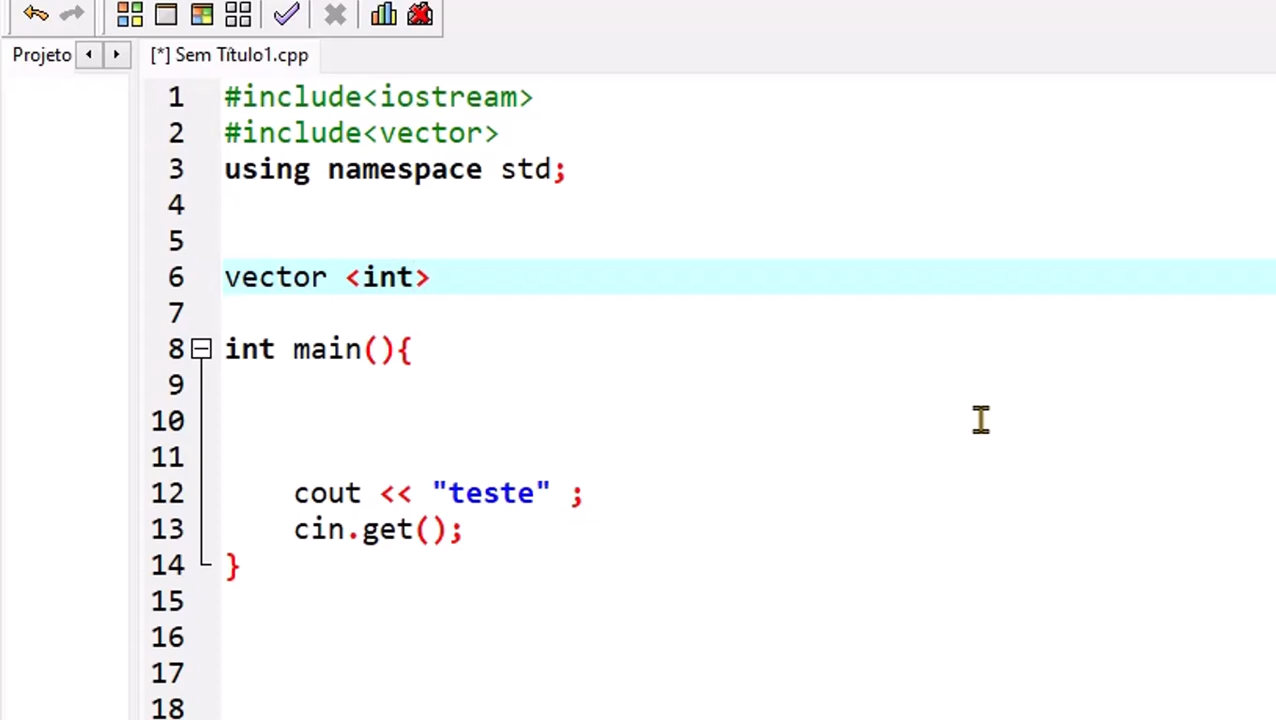 Projeto [*] Sem Título1.cpp
1 #include<iostream>
2 #include<vector>
3 using namespace std;
4
5
6 vector <int>
7
8 int main(){
9
10
11
12 cout << "teste" ;
13 cin.get();
14 }
15
16
17
18